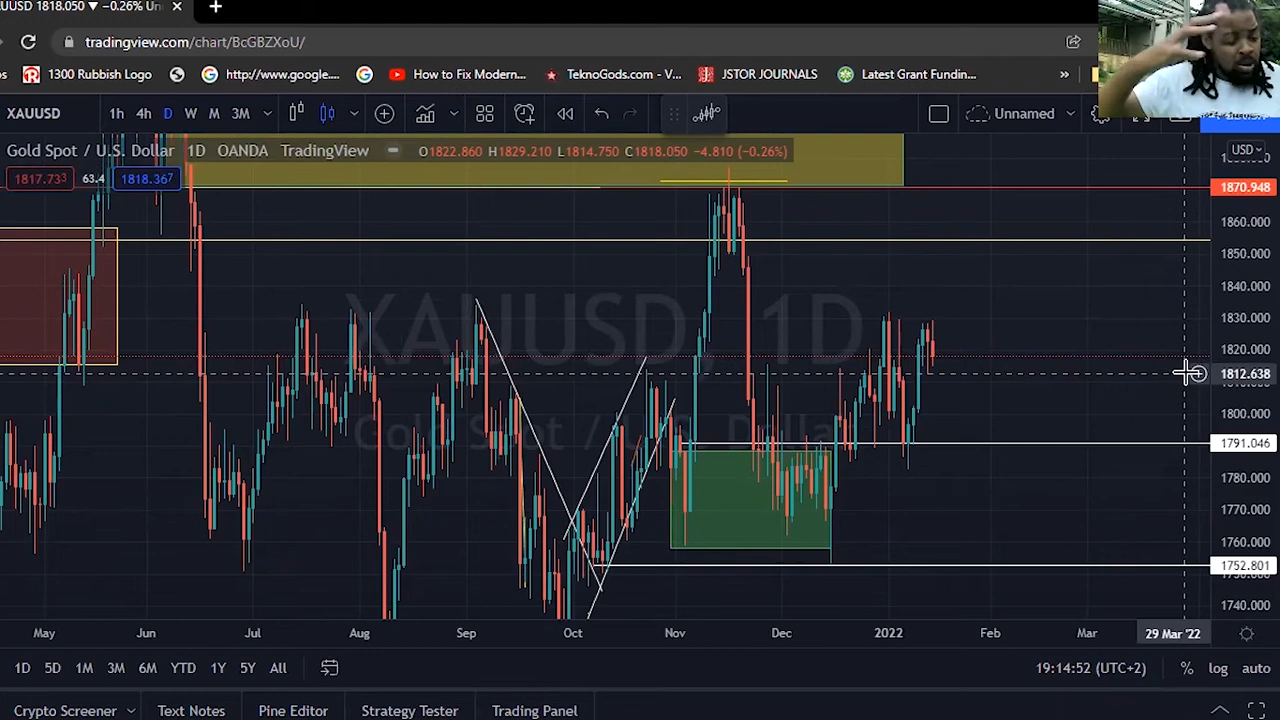 AUUSD 1818.050 ▼ −0.26% Un
tradingview.com/chart/BcGBZXoU/
ps 1300 Rubbish Logo http://www.google.... How to Fix Modern... TeknoGods.com - V... JSTOR JOURNALS Latest Grant Fundin... »
XAUUSD 1h 4h D W M 3M Unnamed
Gold Spot / U.S. Dollar 1D OANDA TradingView O1822.860 H1829.210 L1814.750 C1818.050 −4.810 (−0.26%) USD
1817.733 63.4 1818.367
1870.948
1860.000
1850.000
1840.000
1830.000
1820.000
1812.638
1800.000
1791.046
1780.000
1770.000
1760.000
1752.801
1740.000
XAUUSD, 1D
Gold Spot / U.S. Dollar
May Jun Jul Aug Sep Oct Nov Dec 2022 Feb Mar 29 Mar '22
1D 5D 1M 3M 6M YTD 1Y 5Y All 19:14:52 (UTC+2) % log auto
Crypto Screener Text Notes Pine Editor Strategy Tester Trading Panel